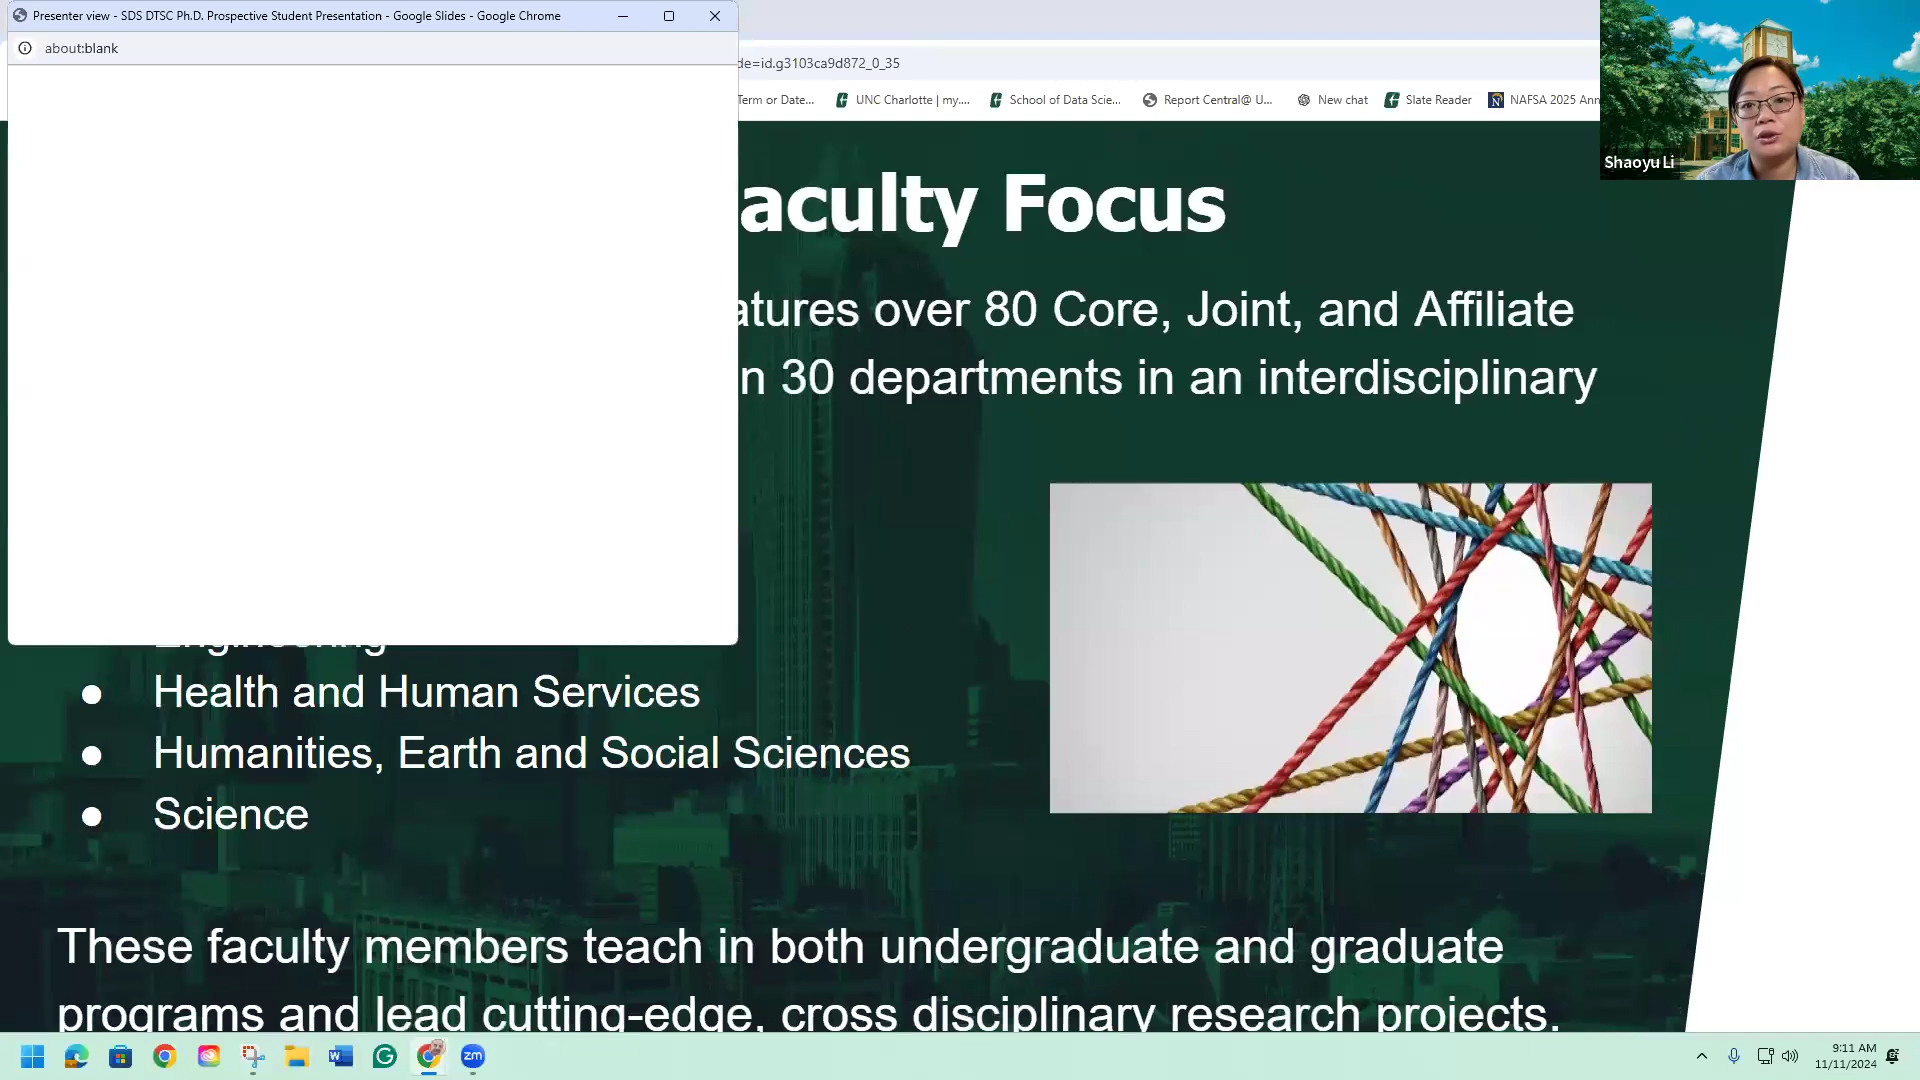 Presenter view - SDS DTSC Ph.D. Prospective Student Presentation - Google Slides - Google Chrome
about:blank
de=id.g3103ca9d872_0_35
Term or Date...
UNC Charlotte | my....
School of Data Scie...
Report Central@ U...
New chat
Slate Reader
NAFSA 2025 Ann
Shaoyu Li
aculty Focus
atures over 80 Core, Joint, and Affiliate
n 30 departments in an interdisciplinary
Engineering
Health and Human Services
Humanities, Earth and Social Sciences
Science
These faculty members teach in both undergraduate and graduate
programs and lead cutting-edge, cross disciplinary research projects.
zm
9:11 AM
11/11/2024